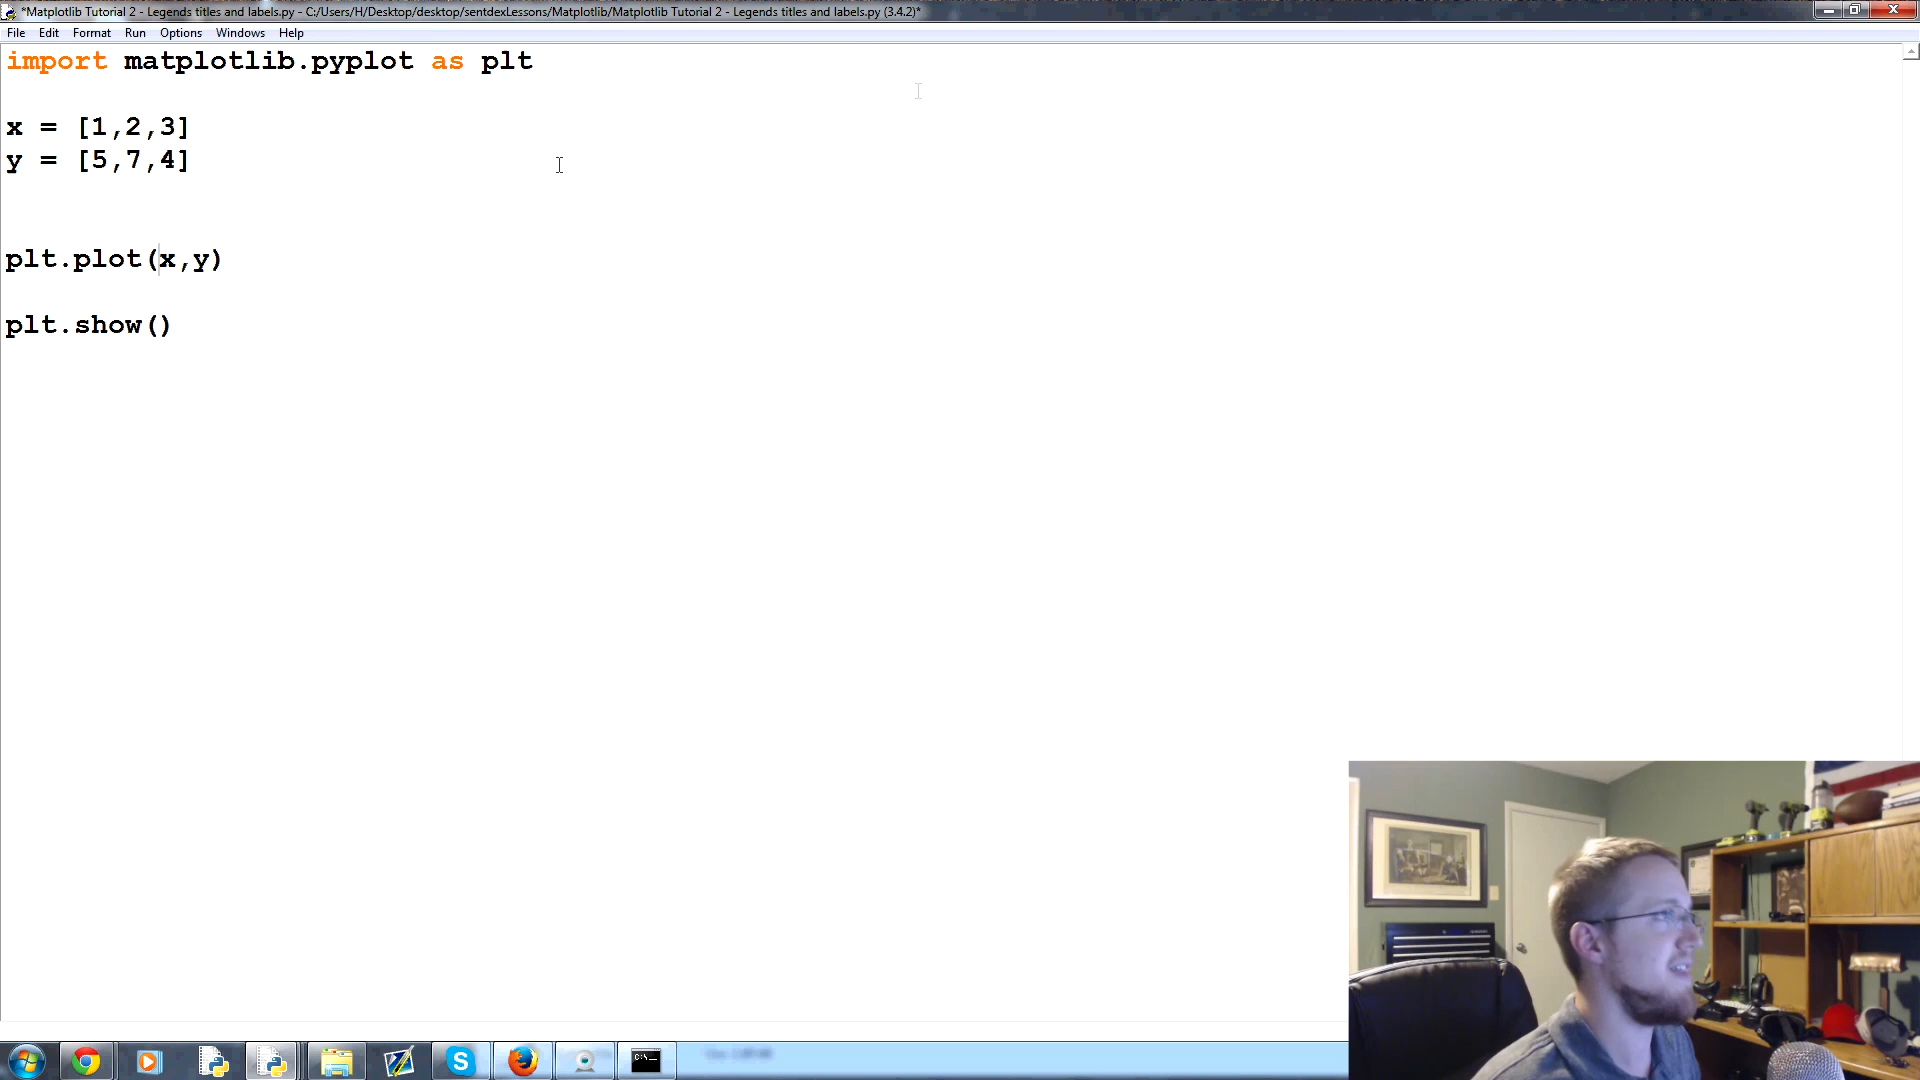 *Matplotlib Tutorial 2 - Legends titles and labels.py - C:/Users/H/Desktop/desktop/sentdexLessons/Matplotlib/Matplotlib Tutorial 2 - Legends titles and labels.py (3.4.2)*
File Edit Format Run Options Windows Help
import matplotlib.pyplot as plt
x = [1,2,3]
y = [5,7,4]
plt.plot(x,y)
plt.show()